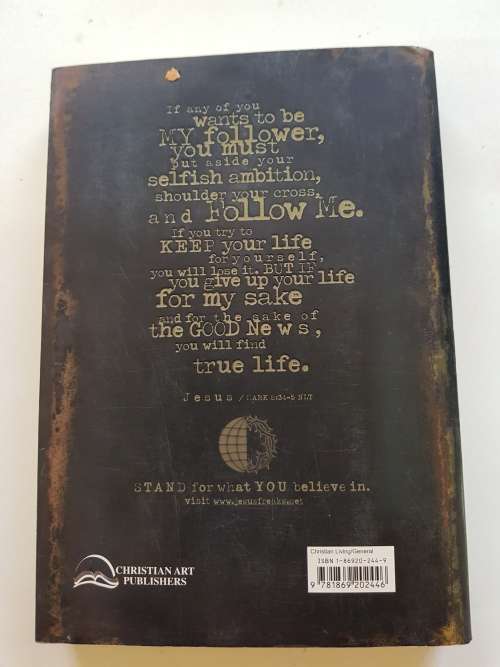 If any of you
wants to be
MY follower,
you must
put aside your
selfish ambition,
shoulder your cross,
and Follow Me.
If you try to
KEEP your life
for yourself,
you will lose it. BUT IF
you give up your life
for my sake
and for the sake of
the GOOD News,
you will find
true life.
Jesus / MARK 8:34-5 NLT
STAND for what YOU believe in.
visit www.jesusfreaks.net
CHRISTIAN ART
PUBLISHERS
Christian Living/General
ISBN 1-86920-244-9
9 781869 202446